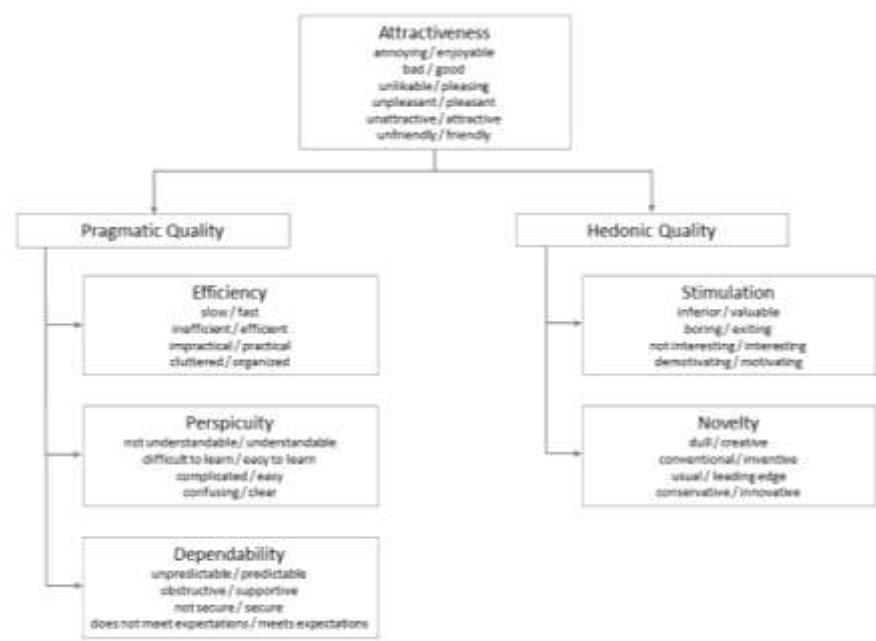 Attractiveness
annoying / enjoyable
bad / good
unlikable / pleasing
unpleasant / pleasant
unattractive / attractive
unfriendly / friendly
Pragmatic Quality
Hedonic Quality
Efficiency
slow / fast
inefficient / efficient
impractical / practical
cluttered / organized
Stimulation
inferior / valuable
boring / exiting
not interesting / interesting
demotivating / motivating
Perspicuity
not understandable / understandable
difficult to learn / easy to learn
complicated / easy
confusing / clear
Novelty
dull / creative
conventional / inventive
usual / leading edge
conservative / innovative
Dependability
unpredictable / predictable
obstructive / supportive
not secure / secure
does not meet expectations / meets expectations